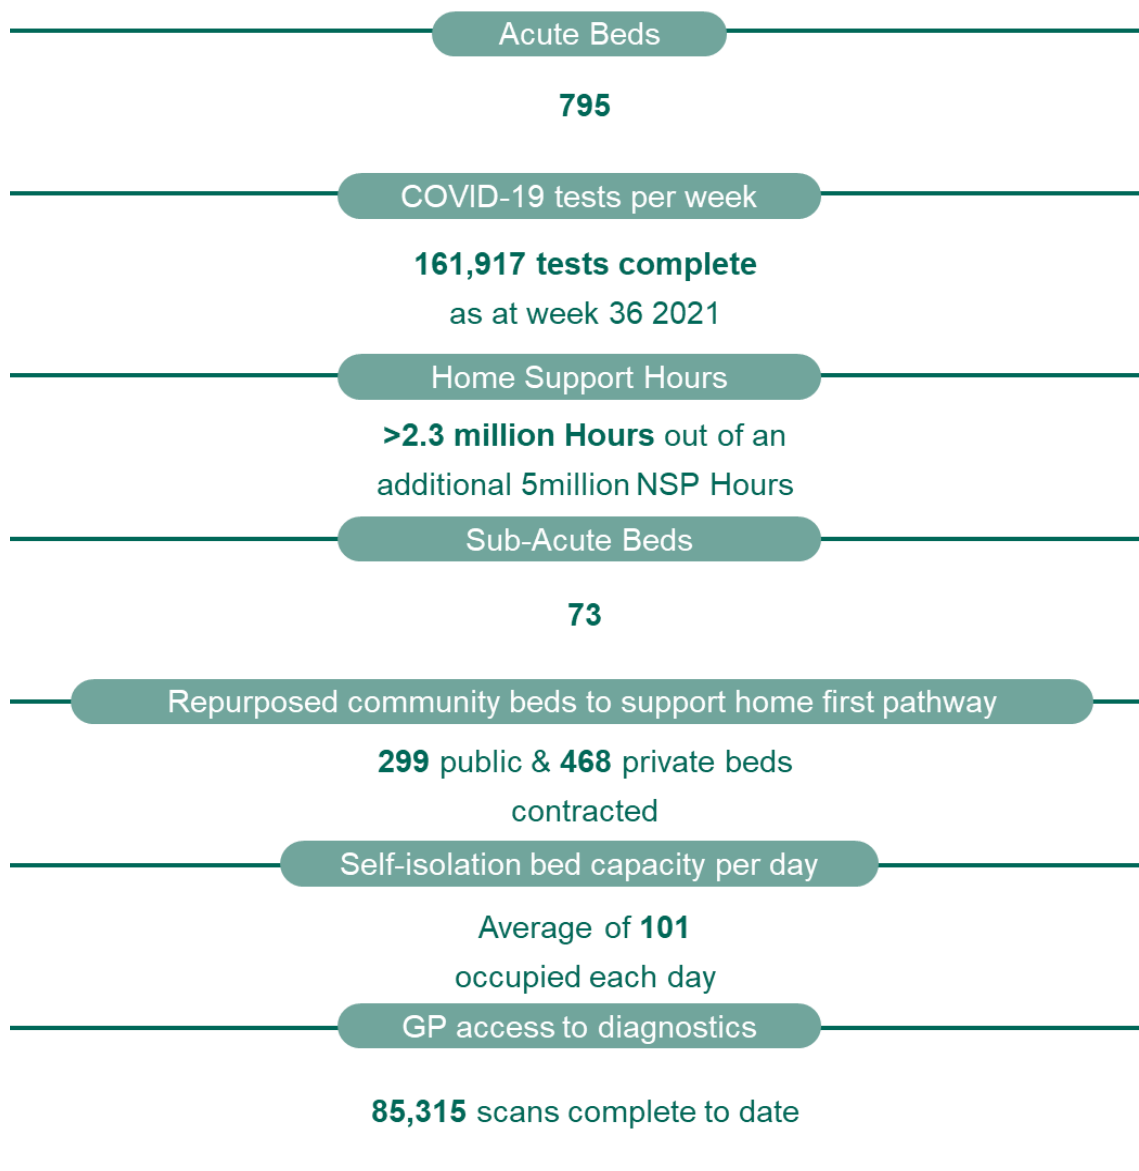 Acute Beds
795
COVID-19 tests per week
161,917 tests complete
as at week 36 2021
Home Support Hours
>2.3 million Hours out of an
additional 5million NSP Hours
Sub-Acute Beds
73
Repurposed community beds to support home first pathway
299 public & 468 private beds
contracted
Self-isolation bed capacity per day
Average of 101
occupied each day
GP access to diagnostics
85,315 scans complete to date